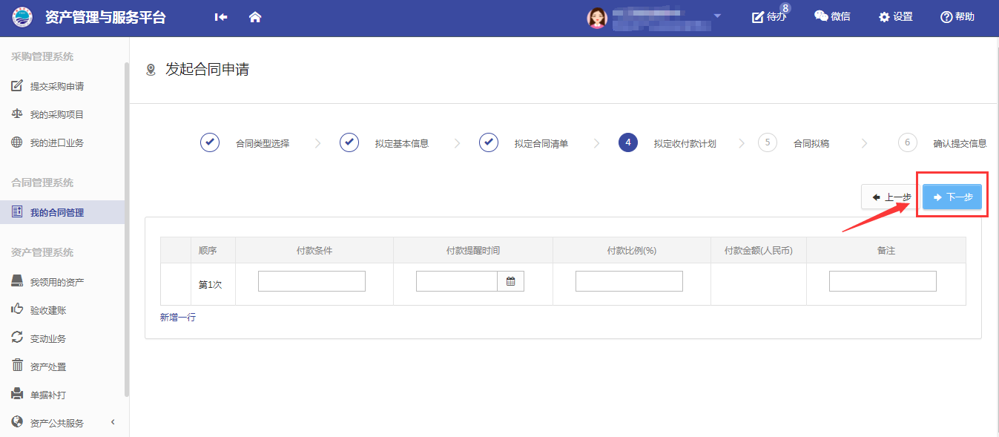 资产管理与服务平台
待办
8
微信
设置
帮助
采购管理系统
提交采购申请
我的采购项目
我的进口业务
合同管理系统
我的合同管理
资产管理系统
我领用的资产
验收建账
变动业务
资产处置
单据补打
资产公共服务
发起合同申请
合同类型选择
拟定基本信息
拟定合同清单
4 拟定收付款计划
5 合同拟稿
6 确认提交信息
上一步
下一步
顺序 付款条件 付款提醒时间 付款比例(%) 付款金额(人民币) 备注
第1次
新增一行